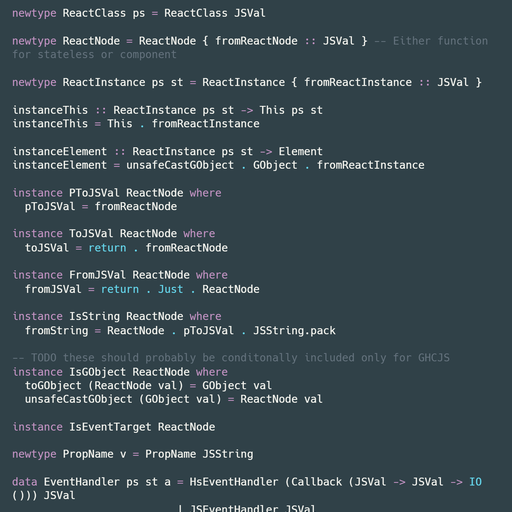 newtype ReactClass ps = ReactClass JSVal
newtype ReactNode = ReactNode { fromReactNode :: JSVal } -- Either function
for stateless or component
newtype ReactInstance ps st = ReactInstance { fromReactInstance :: JSVal }
instanceThis :: ReactInstance ps st -> This ps st
instanceThis = This . fromReactInstance
instanceElement :: ReactInstance ps st -> Element
instanceElement = unsafeCastGObject . GObject . fromReactInstance
instance PToJSVal ReactNode where
  pToJSVal = fromReactNode
instance ToJSVal ReactNode where
  toJSVal = return . fromReactNode
instance FromJSVal ReactNode where
  fromJSVal = return . Just . ReactNode
instance IsString ReactNode where
  fromString = ReactNode . pToJSVal . JSString.pack
-- TODO these should probably be conditonally included only for GHCJS
instance IsGObject ReactNode where
  toGObject (ReactNode val) = GObject val
  unsafeCastGObject (GObject val) = ReactNode val
instance IsEventTarget ReactNode
newtype PropName v = PropName JSString
data EventHandler ps st a = HsEventHandler (Callback (JSVal -> JSVal -> IO
())) JSVal
                          | JSEventHandler JSVal